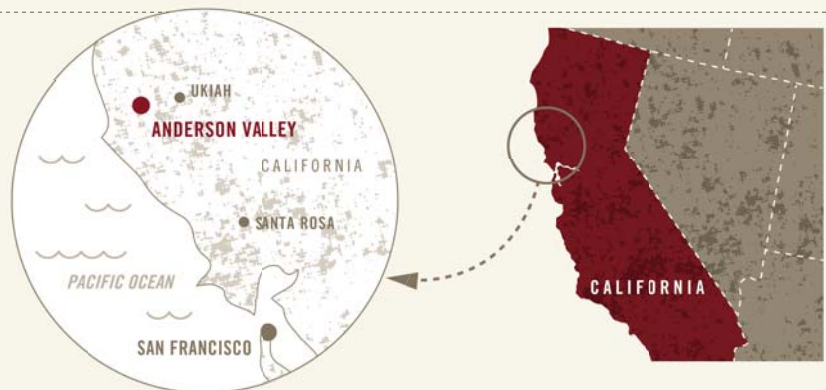 UKIAH
ANDERSON VALLEY
CALIFORNIA
SANTA ROSA
PACIFIC OCEAN
SAN FRANCISCO
CALIFORNIA